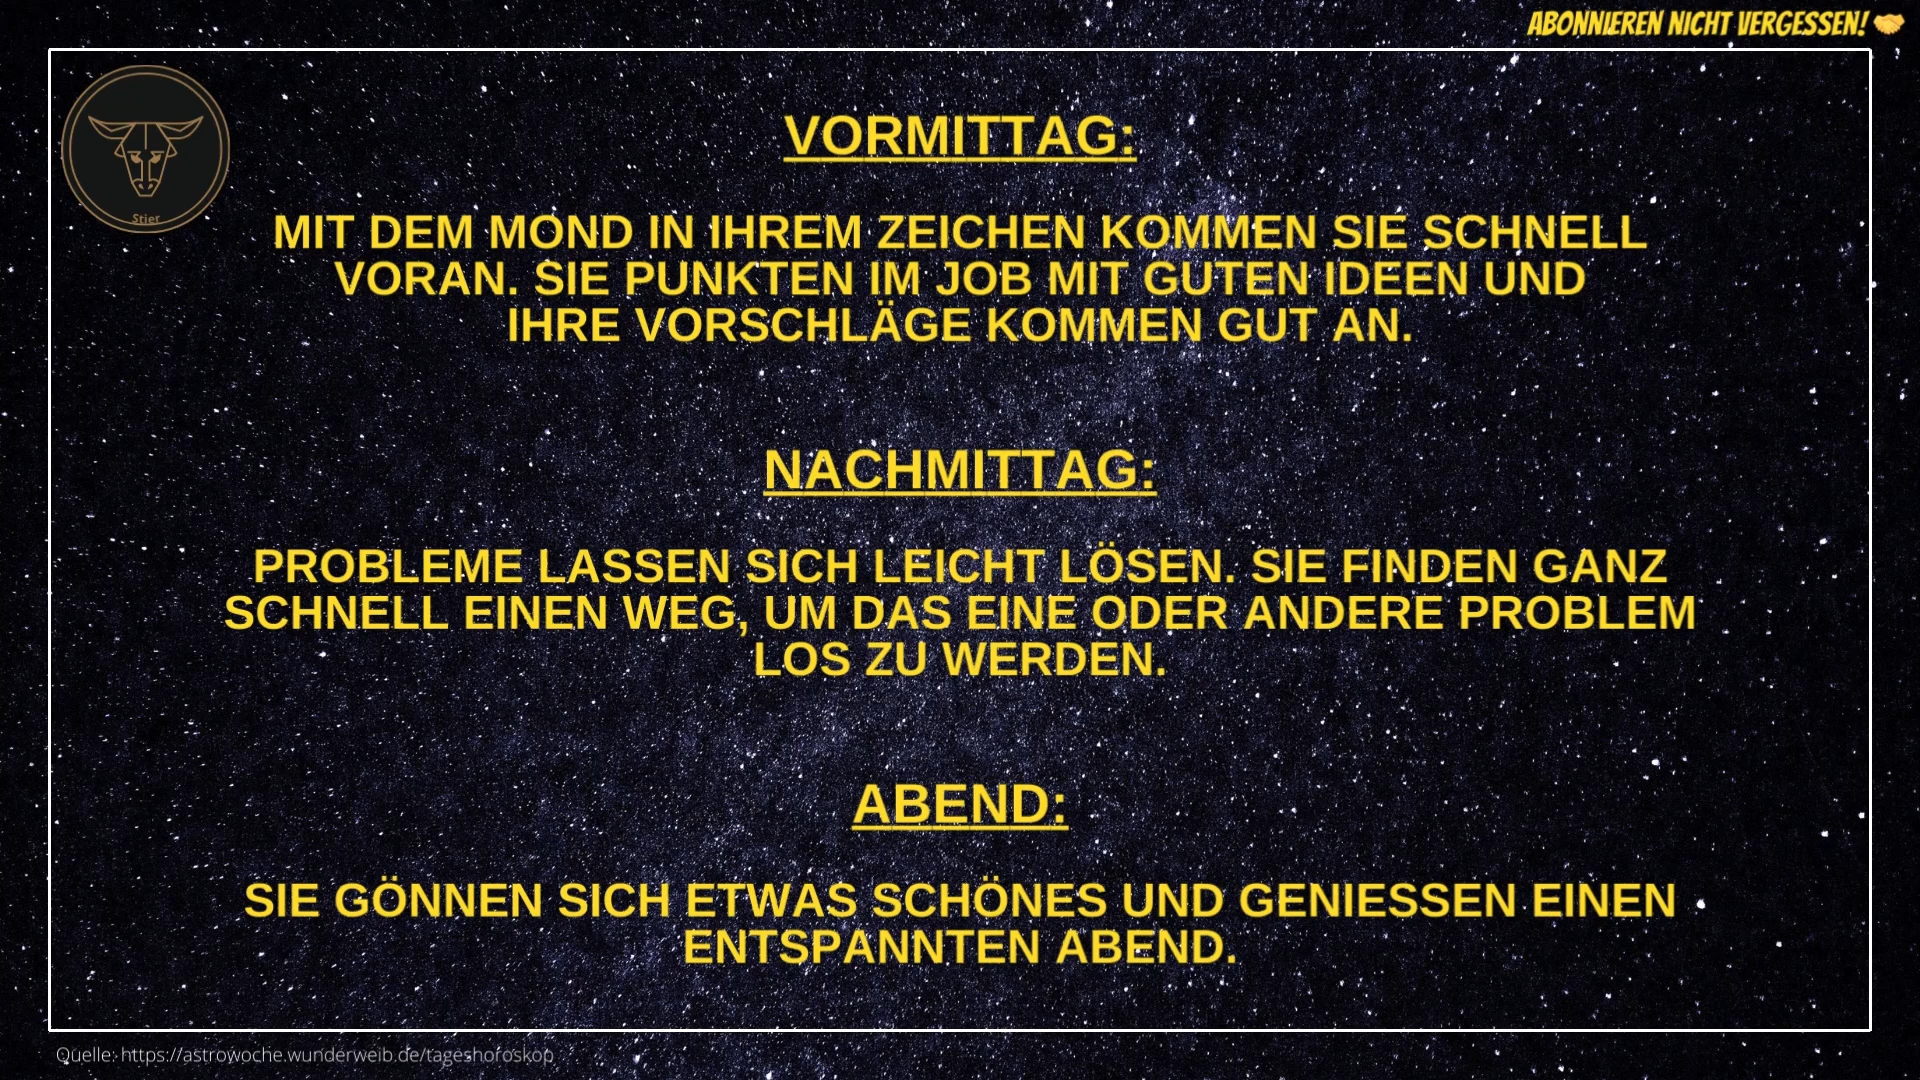 ABONNIEREN NICHT VERGESSEN!
Stier
VORMITTAG:
MIT DEM MOND IN IHREM ZEICHEN KOMMEN SIE SCHNELL
VORAN. SIE PUNKTEN IM JOB MIT GUTEN IDEEN UND
IHRE VORSCHLÄGE KOMMEN GUT AN.
NACHMITTAG:
PROBLEME LASSEN SICH LEICHT LÖSEN. SIE FINDEN GANZ
SCHNELL EINEN WEG, UM DAS EINE ODER ANDERE PROBLEM
LOS ZU WERDEN.
ABEND:
SIE GÖNNEN SICH ETWAS SCHÖNES UND GENIESSEN EINEN
ENTSPANNTEN ABEND.
Quelle: https://astrowoche.wunderweib.de/tageshoroskop